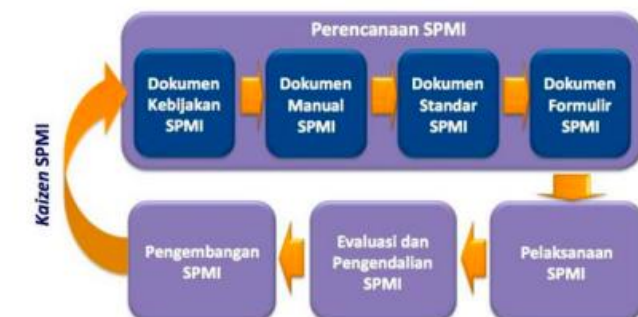 Perencanaan SPMI
Dokumen
Kebijakan
SPMI
Dokumen
Manual
SPMI
Dokumen
Standar
SPMI
Dokumen
Formulir
SPMI
Kaizen SPMI
Pengembangan
SPMI
Evaluasi dan
Pengendalian
SPMI
Pelaksanaan
SPMI